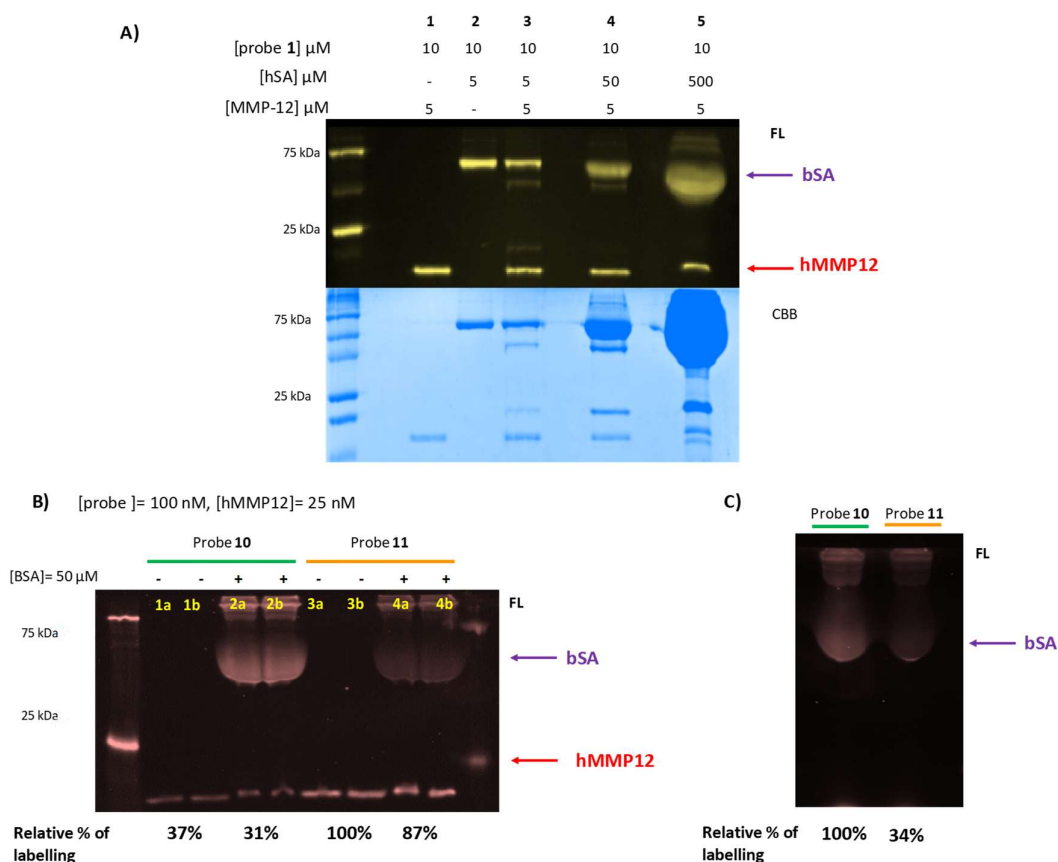 A)
1 2 3 4 5
[probe 1] μM 10 10 10 10 10
[hSA] μM - 5 5 50 500
[MMP-12] μM 5 - 5 5 5
FL
75 kDa
bSA
25 kDa
hMMP12
CBB
75 kDa
25 kDa
B) [probe ]= 100 nM, [hMMP12]= 25 nM
Probe 10 Probe 11
[BSA]= 50 μM - - + + - - + +
1a 1b 2a 2b 3a 3b 4a 4b FL
75 kDa
bSA
25 kDa
hMMP12
Relative % of
labelling
37% 31% 100% 87%
C)
Probe 10 Probe 11
FL
bSA
Relative % of
labelling
100% 34%